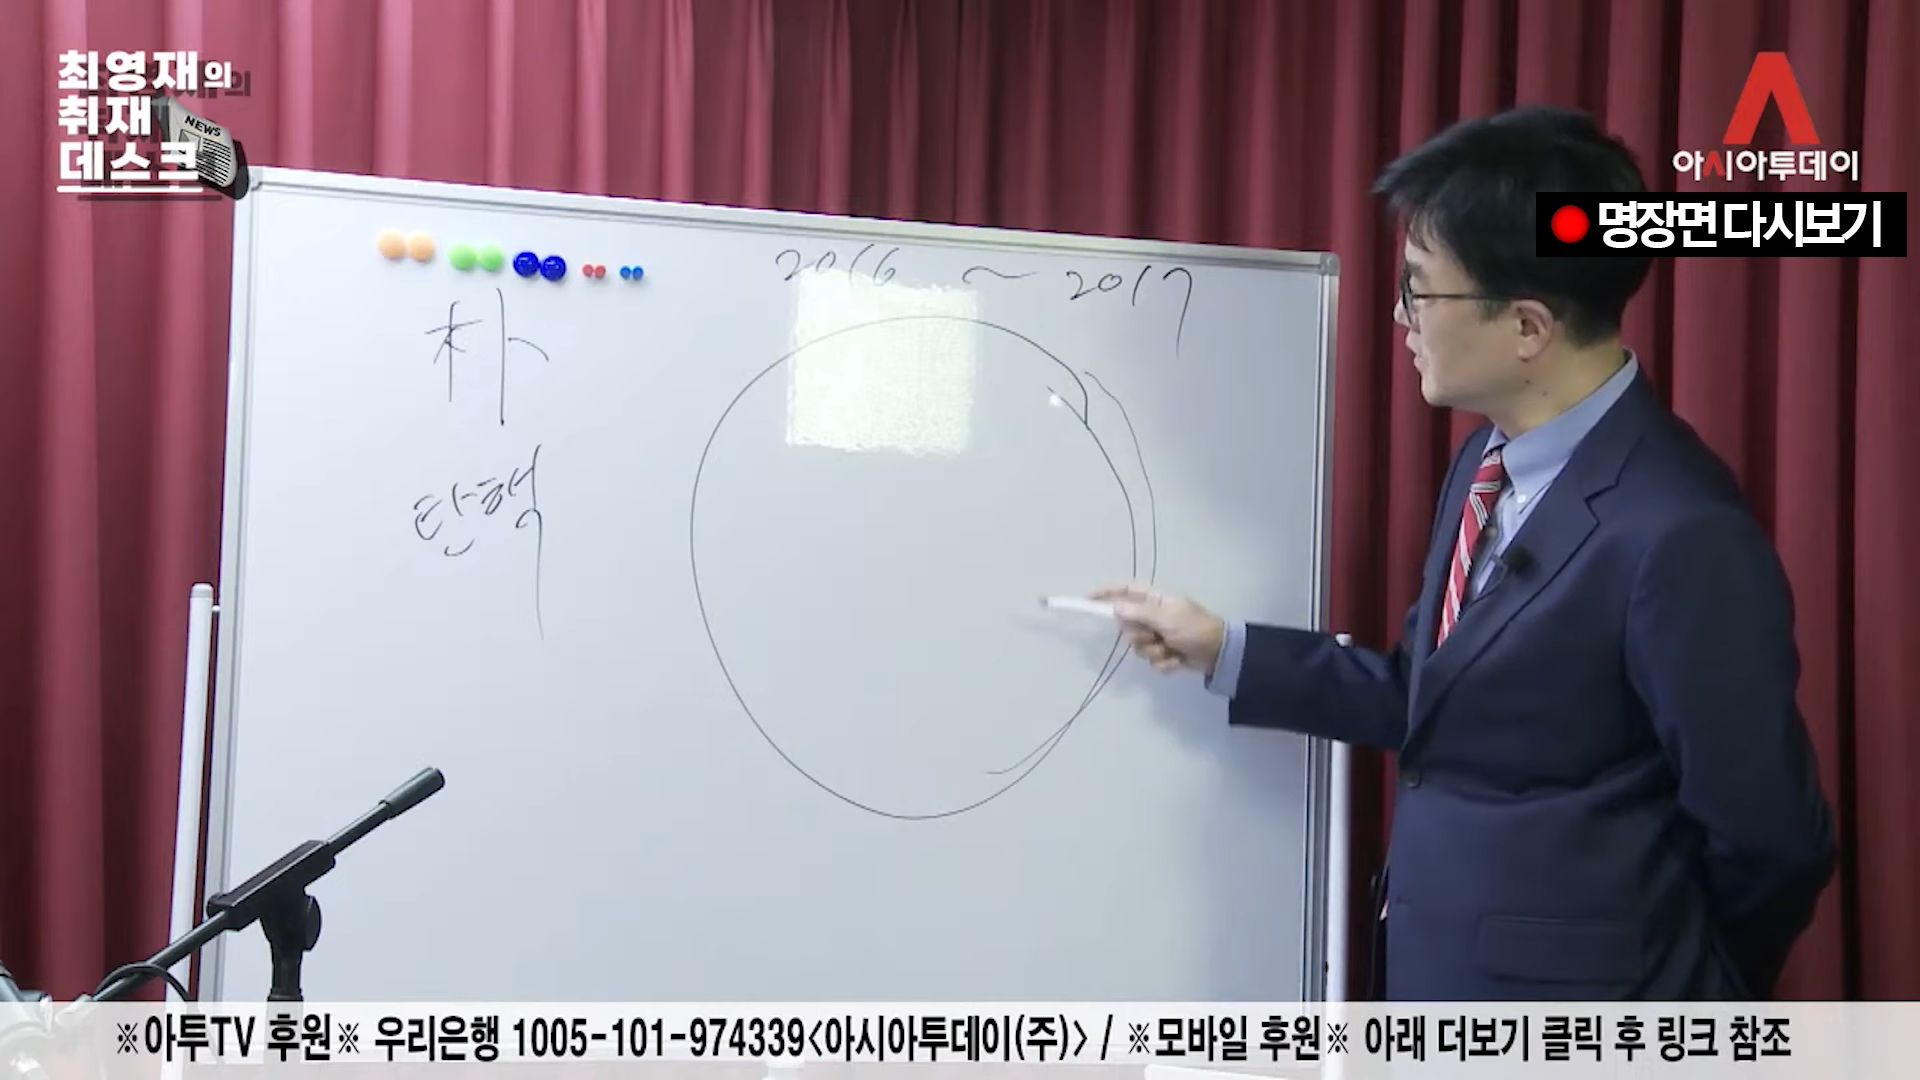 최영재의
취재
데스크
NEWS
아시아투데이
명장면 다시보기
2016 ~ 2017
朴
탄핵
※아투TV 후원※ 우리은행 1005-101-974339<아시아투데이(주)> / ※모바일 후원※ 아래 더보기 클릭 후 링크 참조